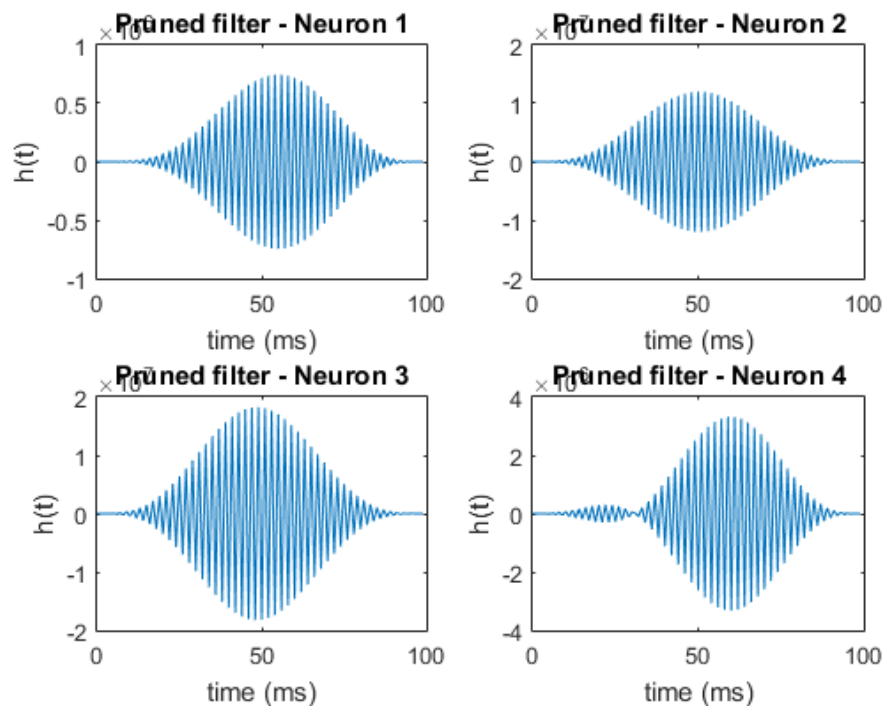 Pruned filter - Neuron 1
1
0.5
0
-0.5
-1
h(t)
0 50 100
time (ms)
Pruned filter - Neuron 2
×10⁷
2
1
0
-1
-2
h(t)
0 50 100
time (ms)
Pruned filter - Neuron 3
×10⁷
2
1
0
-1
-2
h(t)
0 50 100
time (ms)
Pruned filter - Neuron 4
×10⁶
4
2
0
-2
-4
h(t)
0 50 100
time (ms)